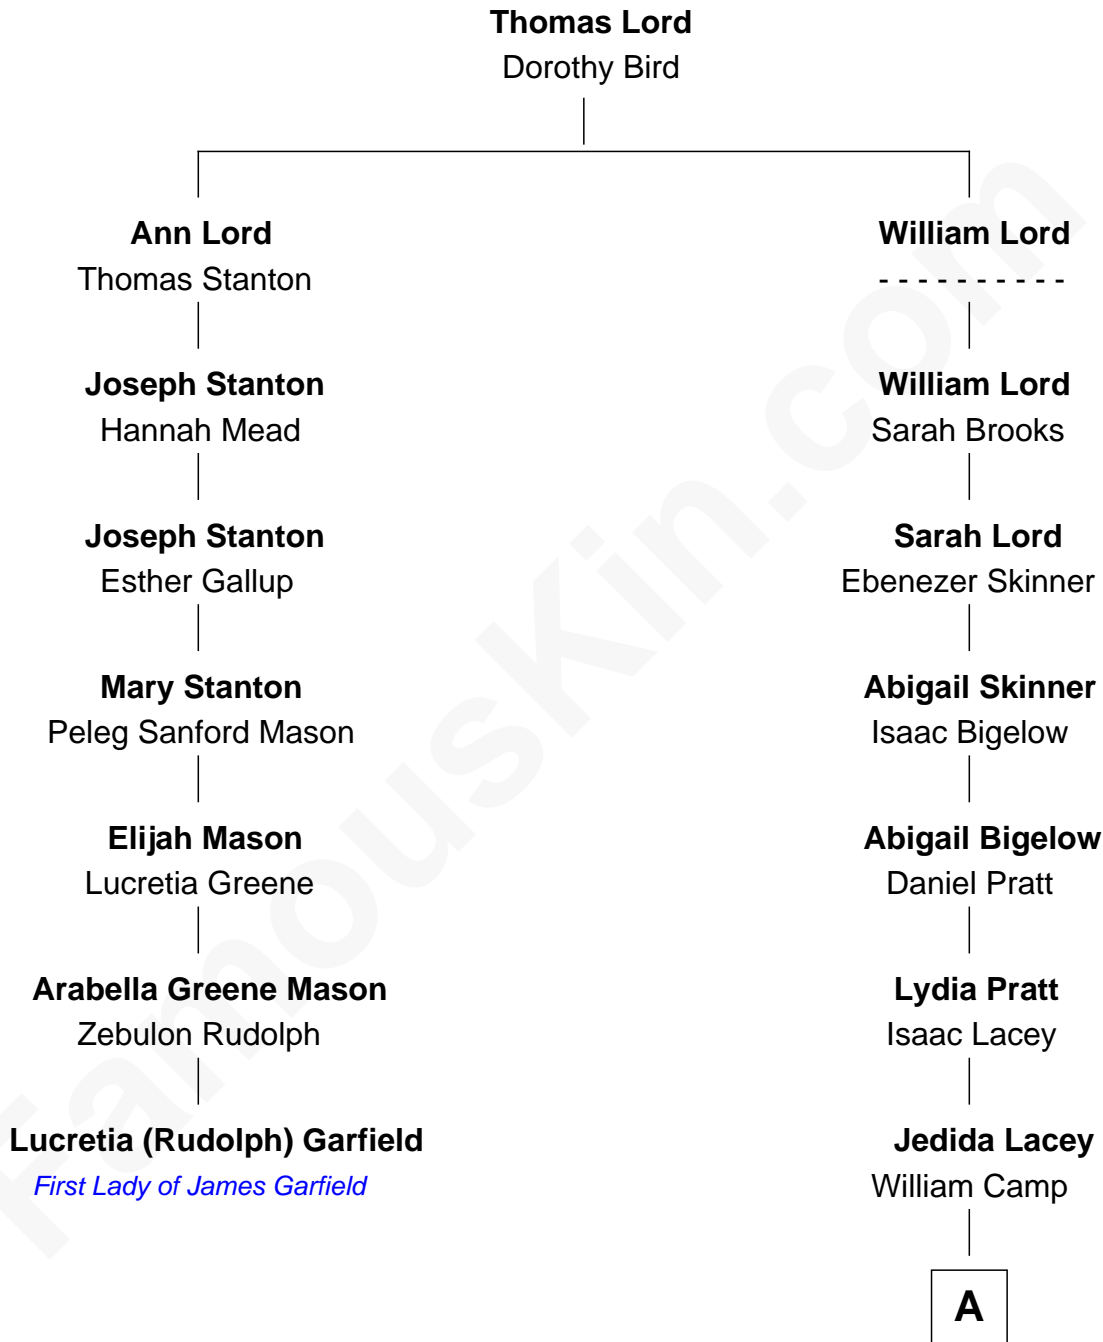 Thomas Lord
Dorothy Bird
Ann Lord
Thomas Stanton
Joseph Stanton
Hannah Mead
Joseph Stanton
Esther Gallup
Mary Stanton
Peleg Sanford Mason
Elijah Mason
Lucretia Greene
Arabella Greene Mason
Zebulon Rudolph
Lucretia (Rudolph) Garfield
First Lady of James Garfield
William Lord
- - - - - - - - - -
William Lord
Sarah Brooks
Sarah Lord
Ebenezer Skinner
Abigail Skinner
Isaac Bigelow
Abigail Bigelow
Daniel Pratt
Lydia Pratt
Isaac Lacey
Jedida Lacey
William Camp
A
FamousKin.com